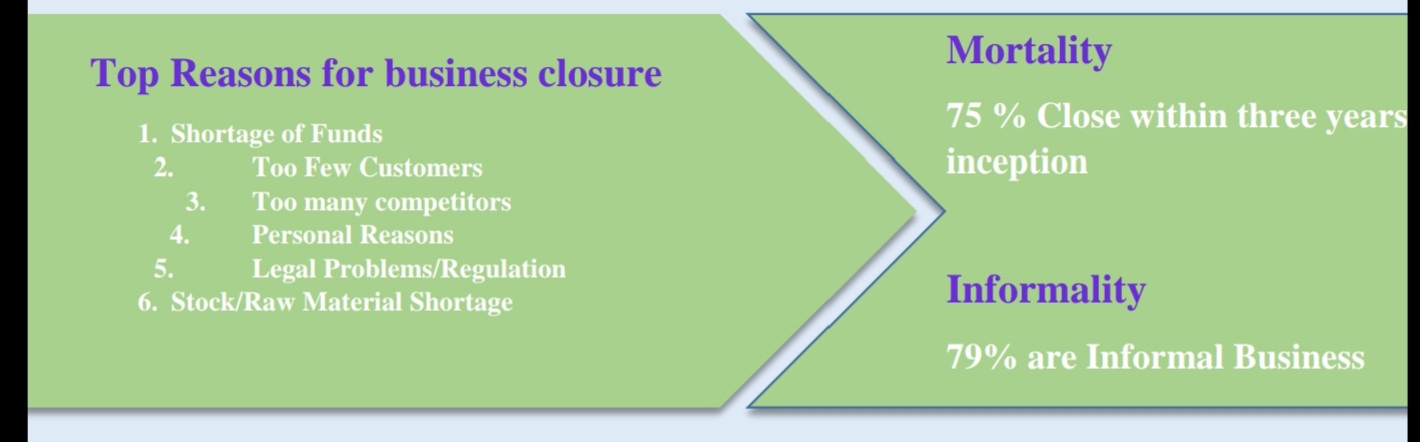 Top Reasons for business closure
1. Shortage of Funds
2. Too Few Customers
3. Too many competitors
4. Personal Reasons
5. Legal Problems/Regulation
6. Stock/Raw Material Shortage
Mortality
75 % Close within three years
inception
Informality
79% are Informal Business